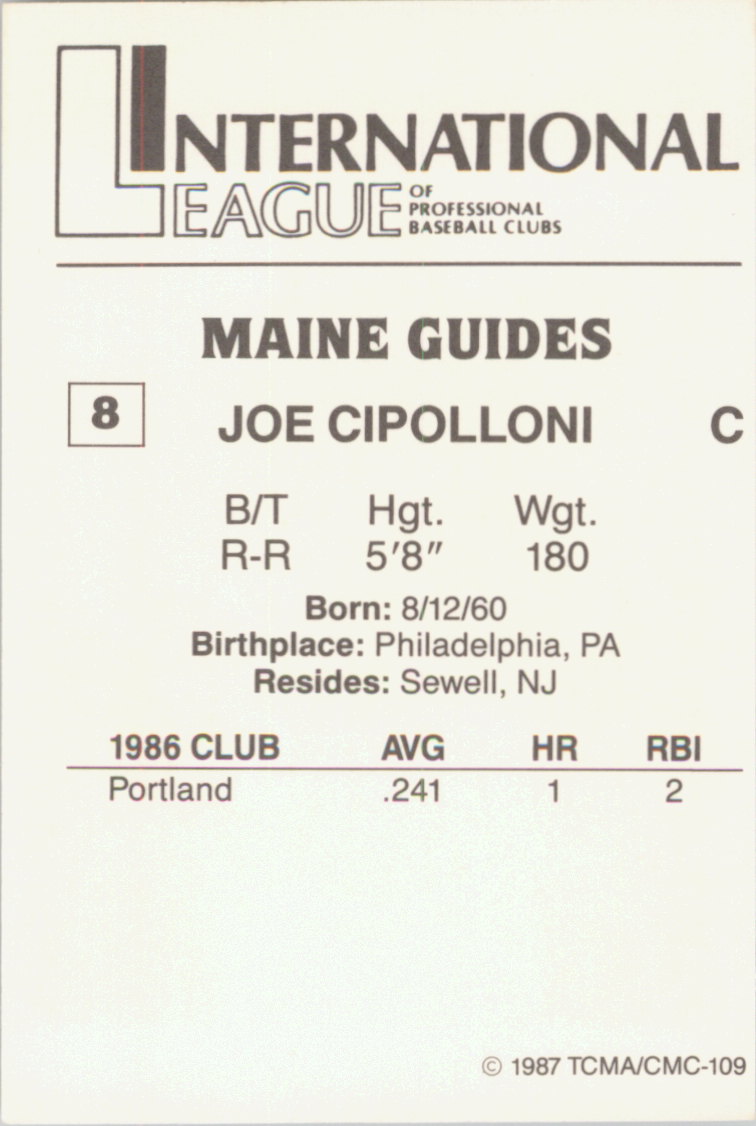 INTERNATIONAL
LEAGUE OF
PROFESSIONAL
BASEBALL CLUBS
MAINE GUIDES
8 JOE CIPOLLONI C
B/T Hgt. Wgt.
R-R 5'8" 180
Born: 8/12/60
Birthplace: Philadelphia, PA
Resides: Sewell, NJ
1986 CLUB AVG HR RBI
Portland .241 1 2
© 1987 TCMA/CMC-109